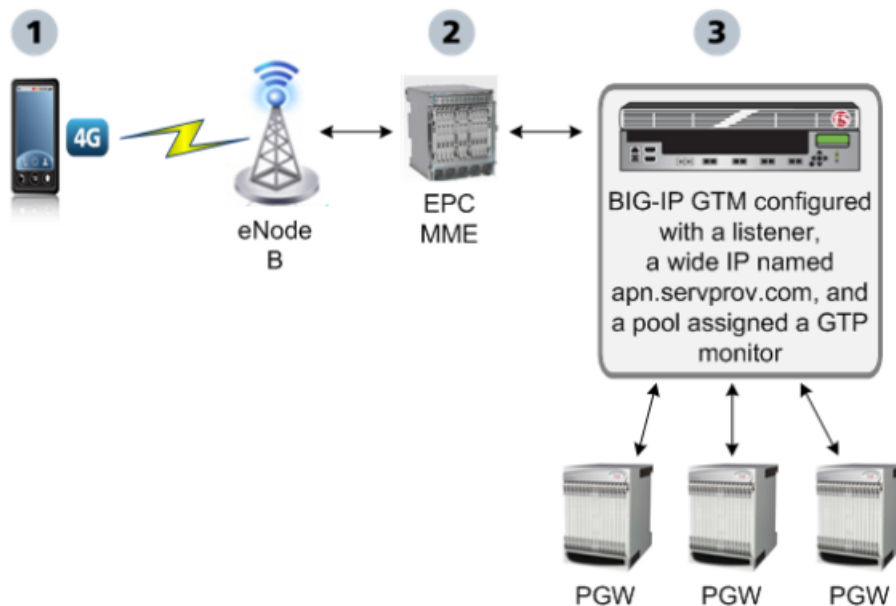 1
2
3
4G
f5
eNode
B
EPC
MME
BIG-IP GTM configured
with a listener,
a wide IP named
apn.servprov.com, and
a pool assigned a GTP
monitor
PGW
PGW
PGW